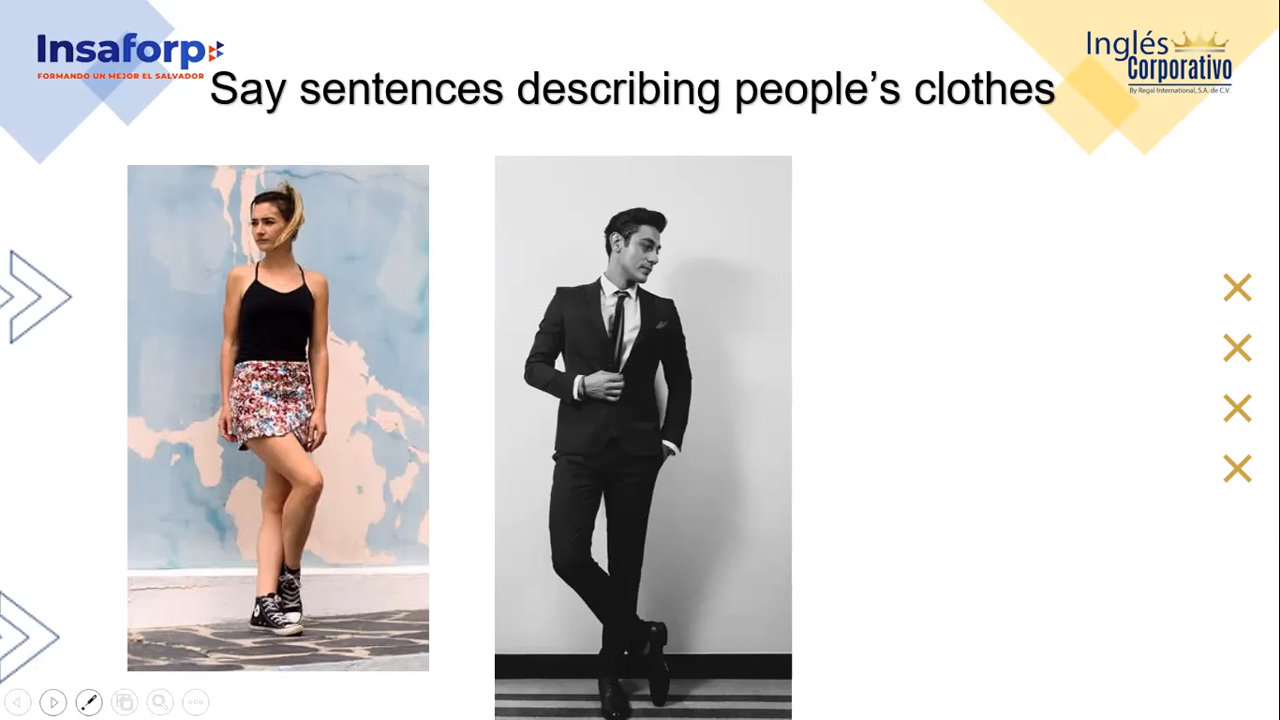 Insaforp
FORMANDO UN MEJOR EL SALVADOR
Say sentences describing people’s clothes
Inglés
Corporativo
By Regal International, S.A. de C.V.